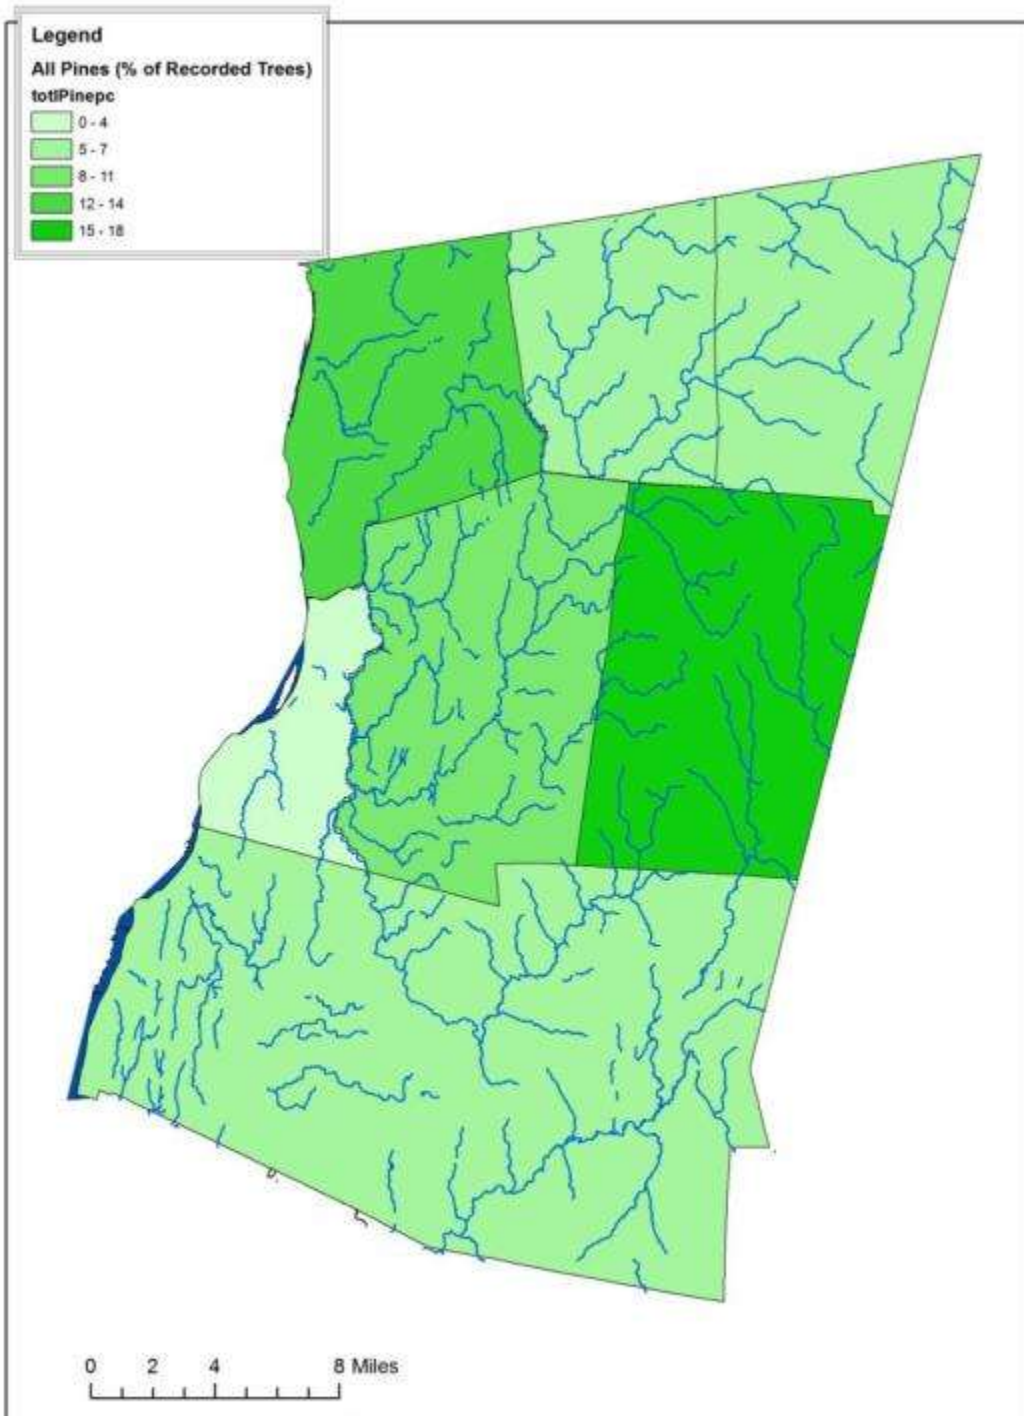 Legend
All Pines (% of Recorded Trees)
totlPinepc
0 - 4
5 - 7
8 - 11
12 - 14
15 - 18
0 2 4 8 Miles